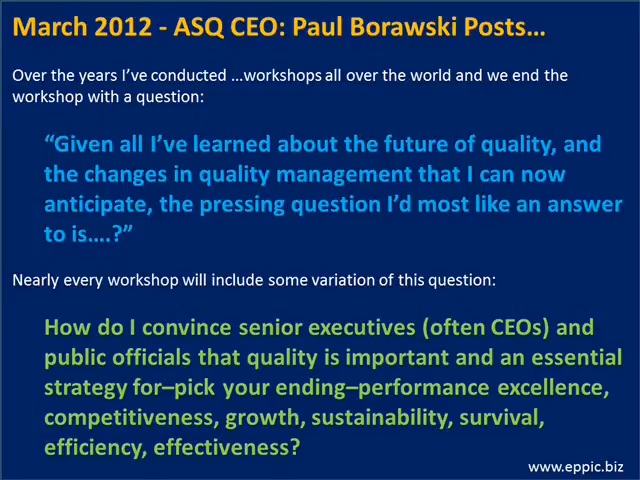 March 2012 - ASQ CEO: Paul Borawski Posts…
Over the years I’ve conducted …workshops all over the world and we end the
workshop with a question:
“Given all I’ve learned about the future of quality, and
the changes in quality management that I can now
anticipate, the pressing question I’d most like an answer
to is….?”
Nearly every workshop will include some variation of this question:
How do I convince senior executives (often CEOs) and
public officials that quality is important and an essential
strategy for–pick your ending–performance excellence,
competitiveness, growth, sustainability, survival,
efficiency, effectiveness?
www.eppic.biz